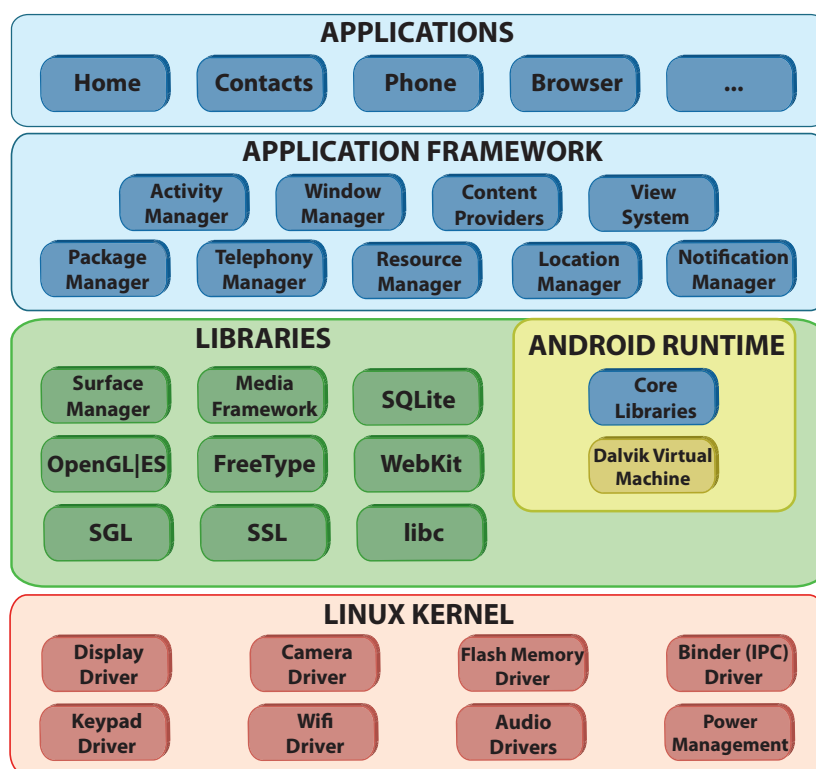 APPLICATIONS
Home
Contacts
Phone
Browser
...
APPLICATION FRAMEWORK
Activity
Manager
Window
Manager
Content
Providers
View
System
Package
Manager
Telephony
Manager
Resource
Manager
Location
Manager
Notification
Manager
LIBRARIES
Surface
Manager
Media
Framework
SQLite
OpenGL|ES
FreeType
WebKit
SGL
SSL
libc
ANDROID RUNTIME
Core
Libraries
Dalvik Virtual
Machine
LINUX KERNEL
Display
Driver
Camera
Driver
Flash Memory
Driver
Binder (IPC)
Driver
Keypad
Driver
Wifi
Driver
Audio
Drivers
Power
Management